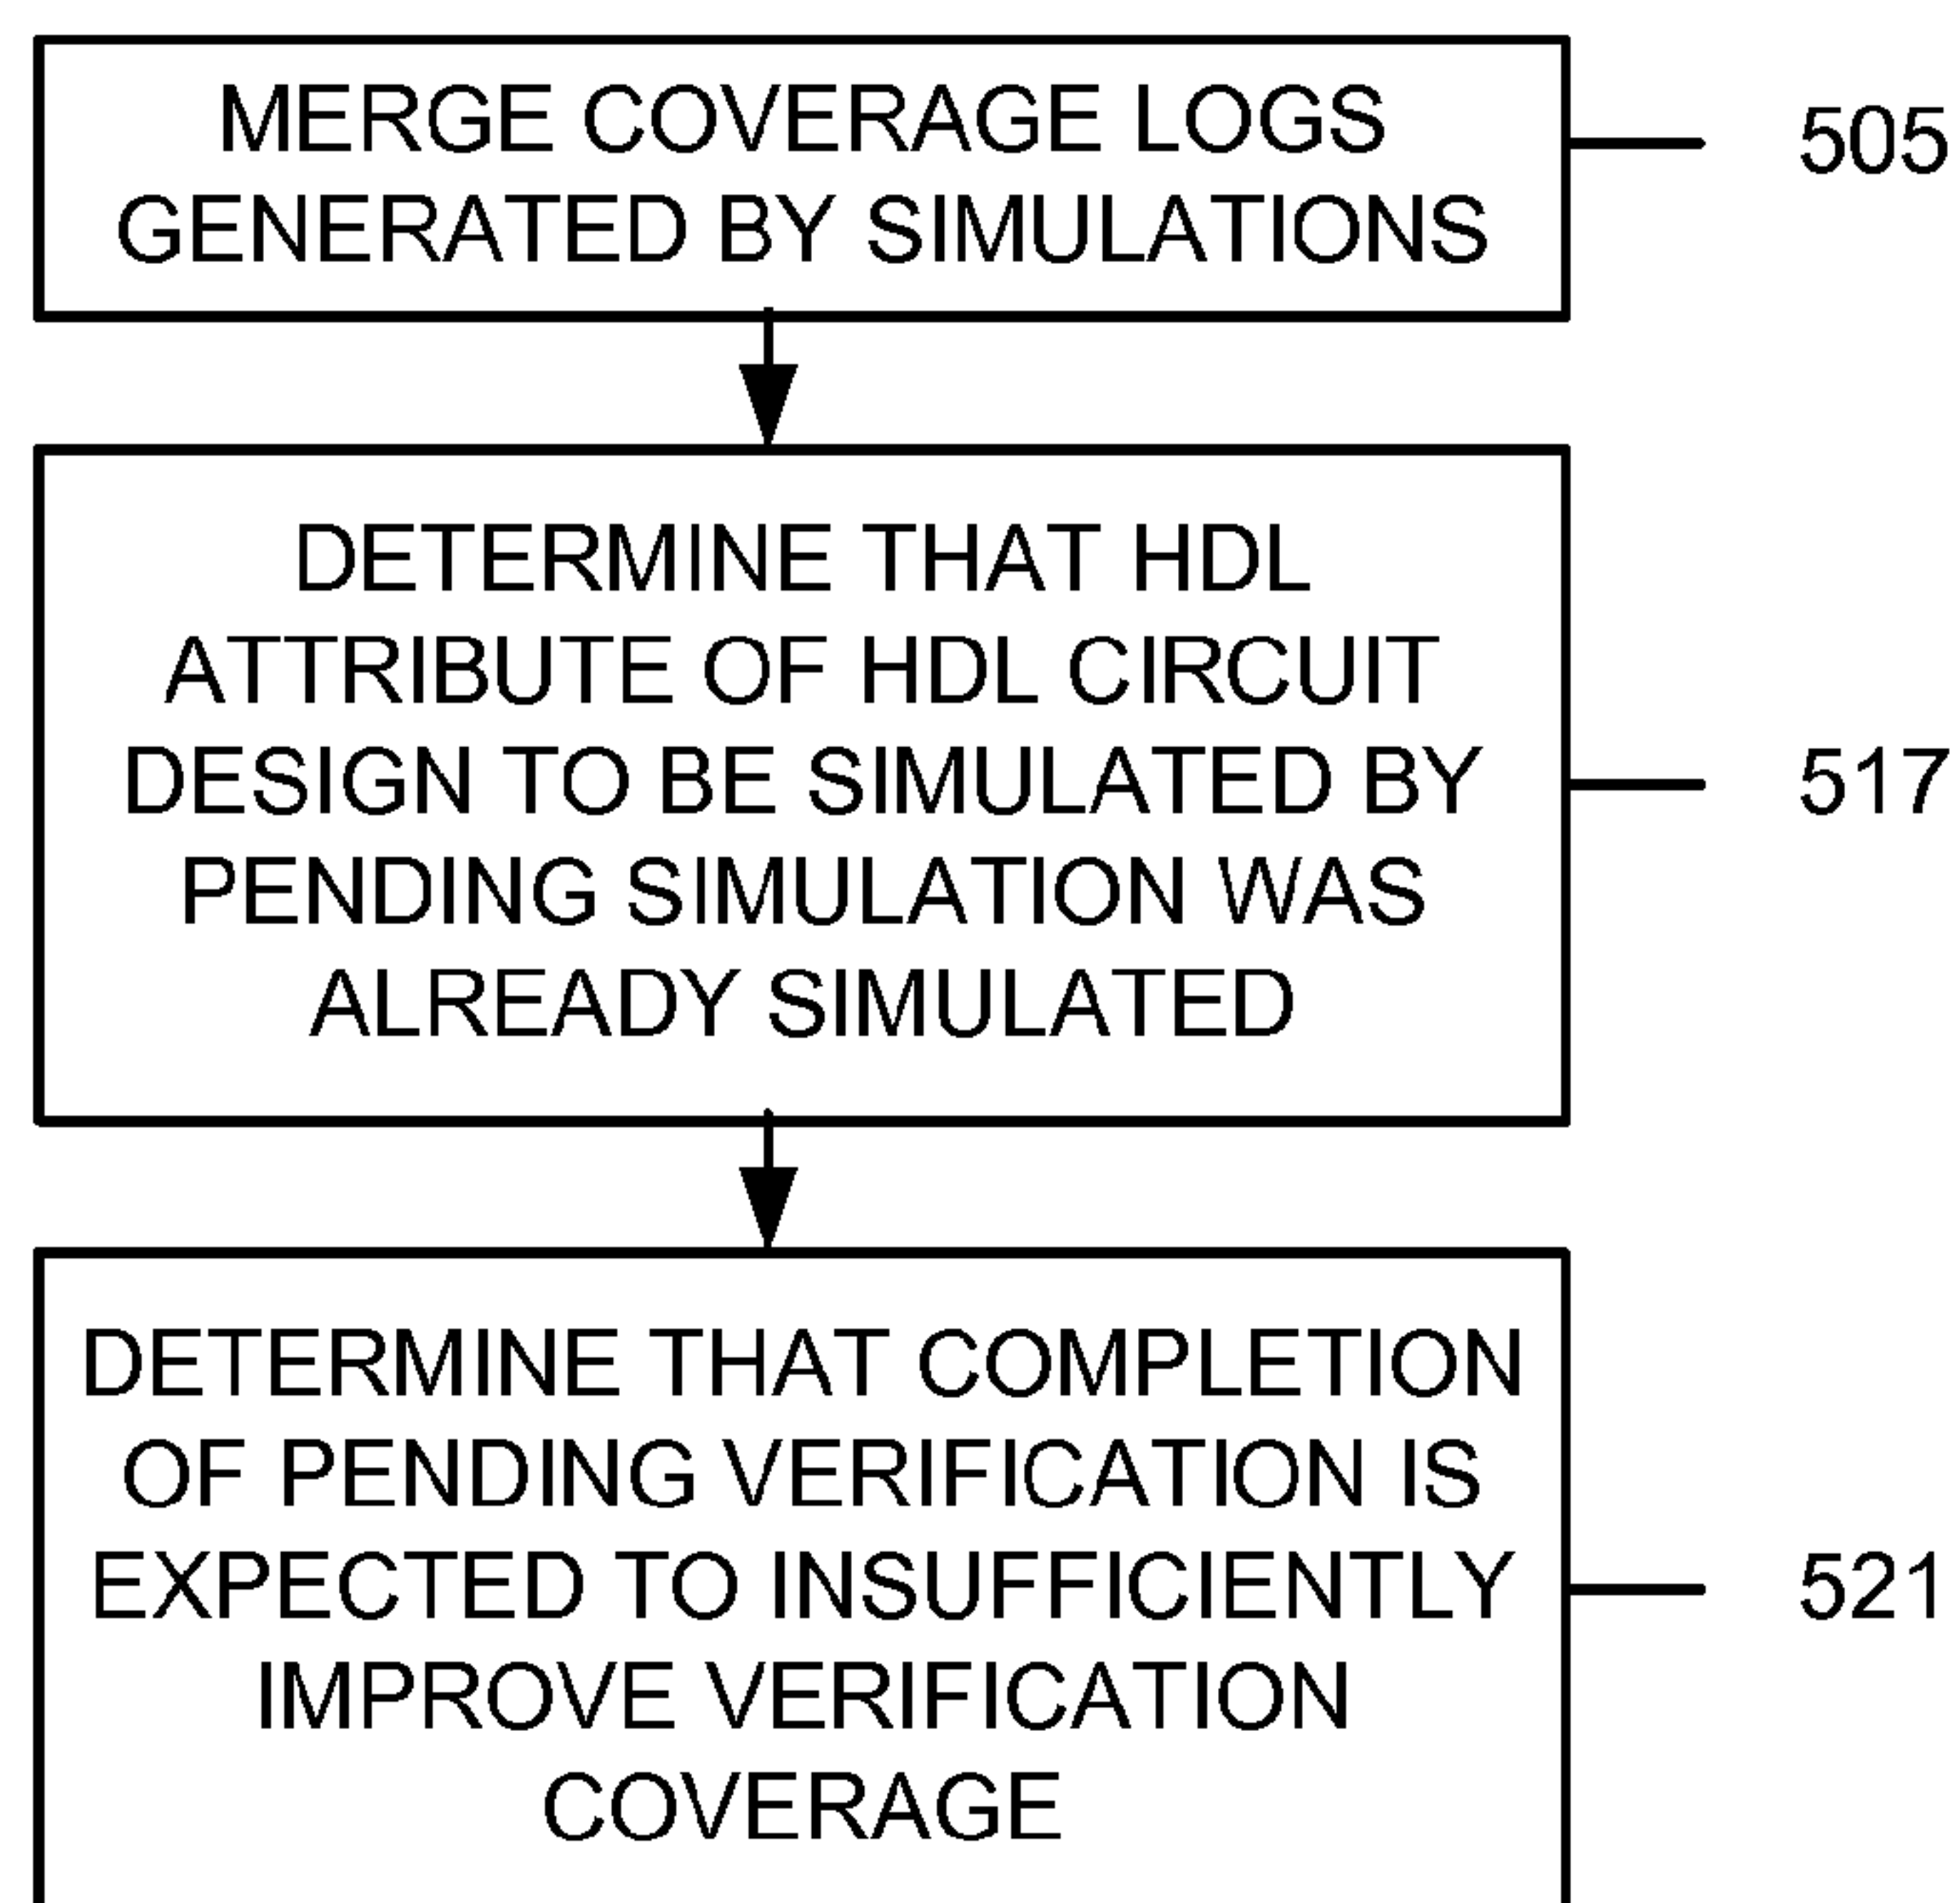 MERGE COVERAGE LOGS
GENERATED BY SIMULATIONS
505
DETERMINE THAT HDL
ATTRIBUTE OF HDL CIRCUIT
DESIGN TO BE SIMULATED BY
PENDING SIMULATION WAS
ALREADY SIMULATED
517
DETERMINE THAT COMPLETION
OF PENDING VERIFICATION IS
EXPECTED TO INSUFFICIENTLY
IMPROVE VERIFICATION
COVERAGE
521